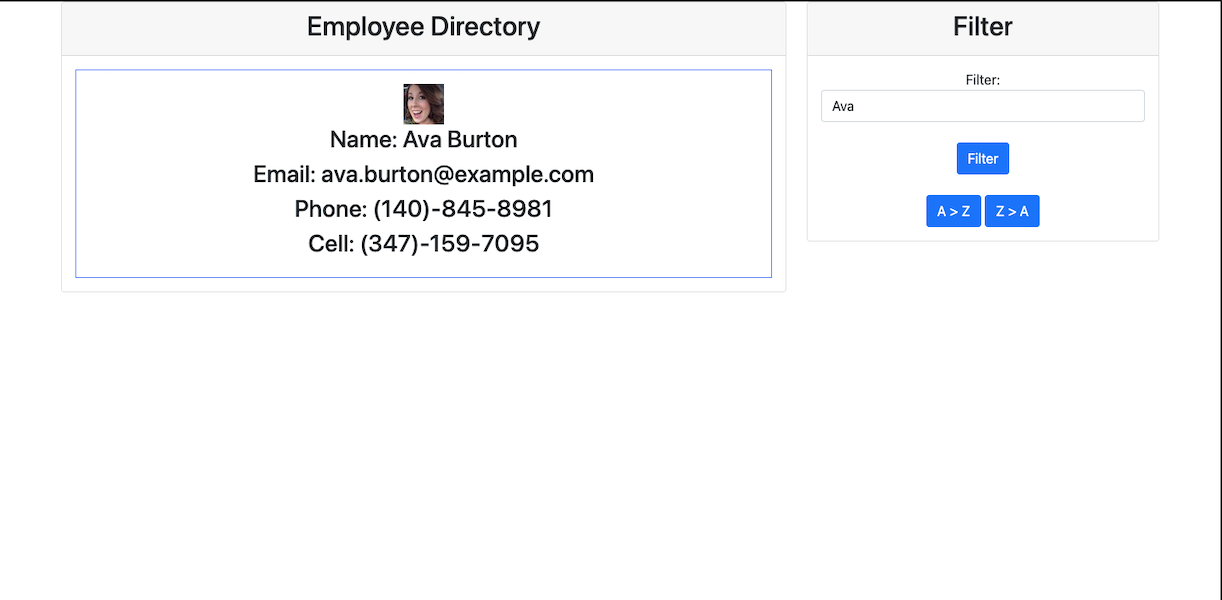 Employee Directory
Name: Ava Burton
Email: ava.burton@example.com
Phone: (140)-845-8981
Cell: (347)-159-7095
Filter
Filter:
Ava
Filter
A > Z
Z > A